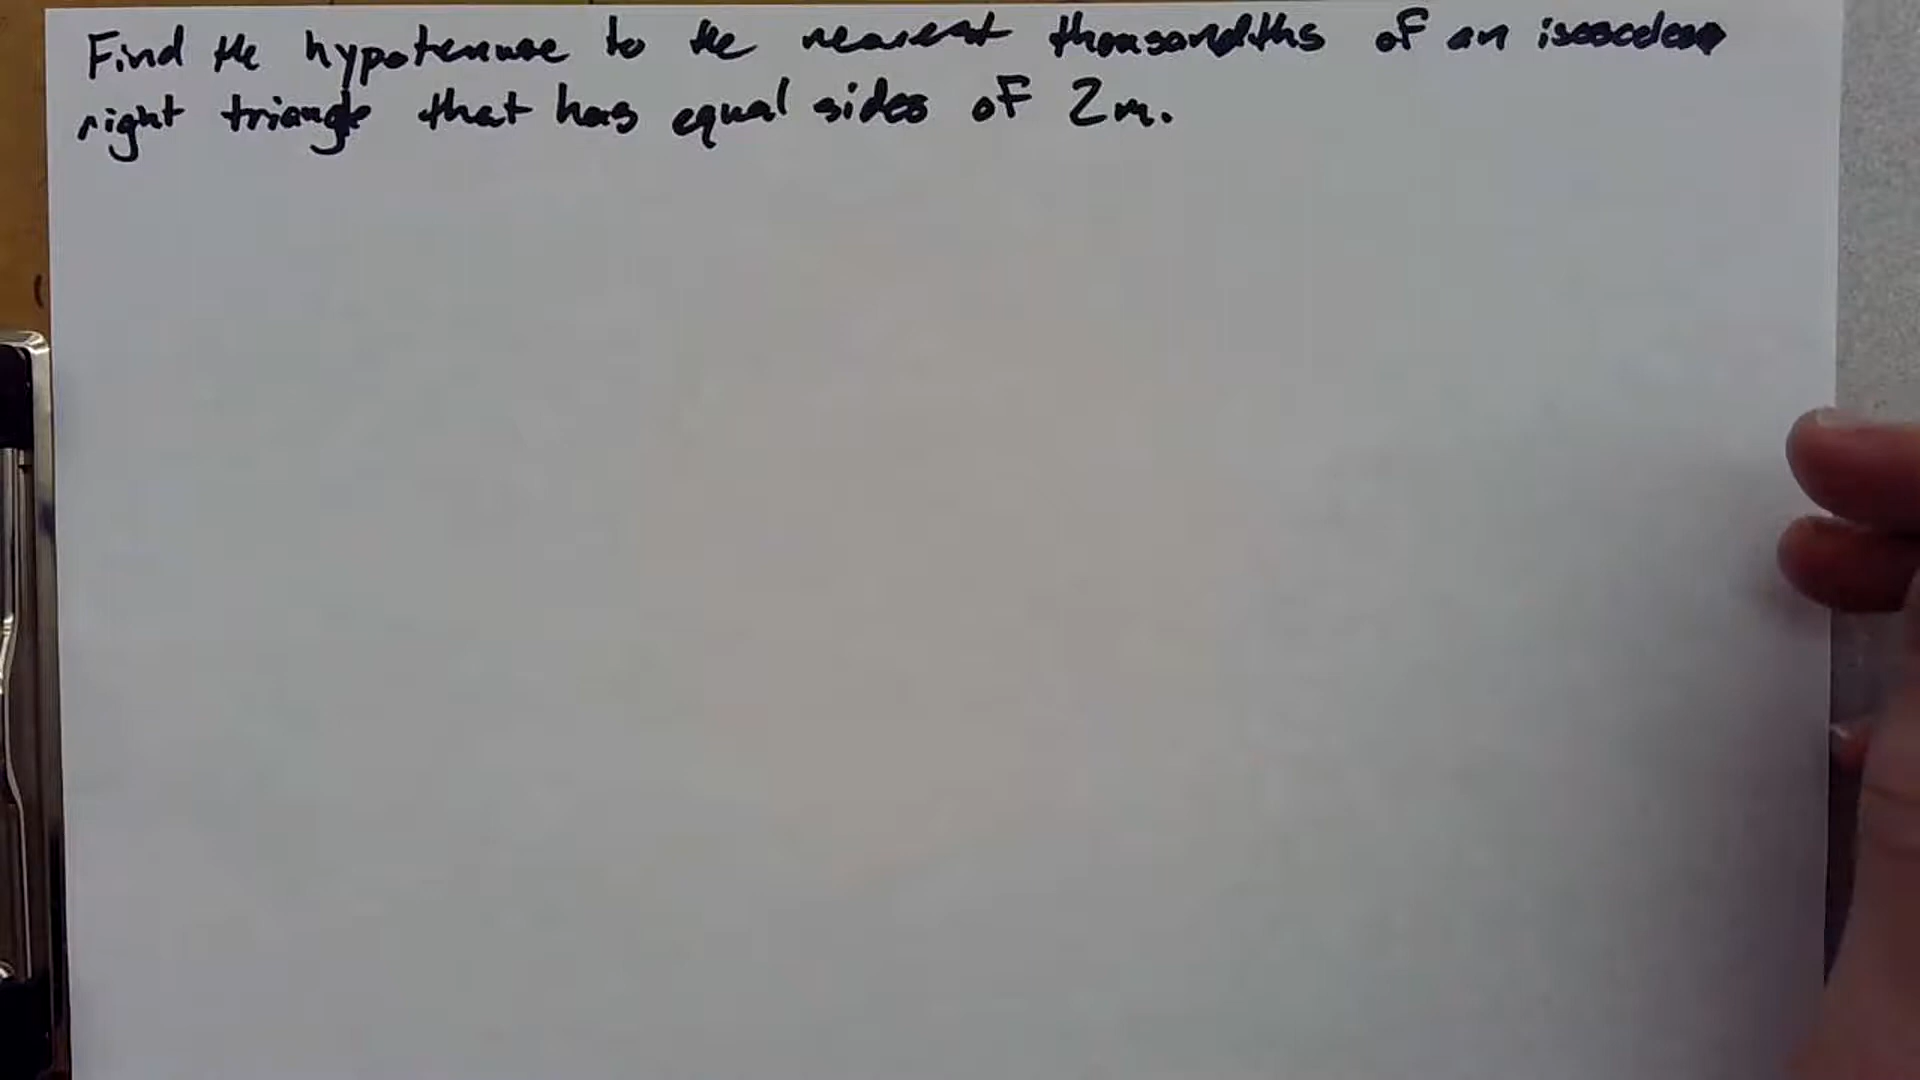 Find the hypotenuse to the nearest thousandths of an isosceles
right triangle that has equal sides of 2m.